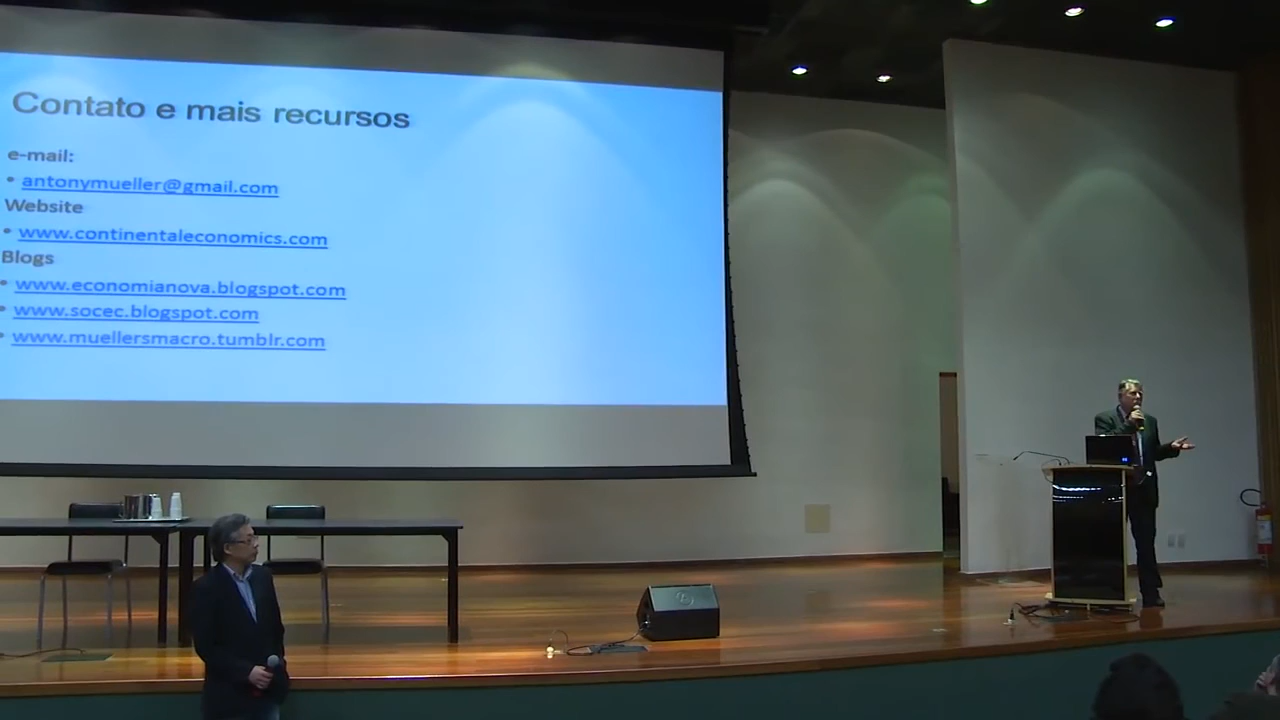 Contato e mais recursos
e-mail:
• antonymueller@gmail.com
Website
• www.continentaleconomics.com
Blogs
• www.economianova.blogspot.com
• www.socec.blogspot.com
• www.muellersmacro.tumblr.com